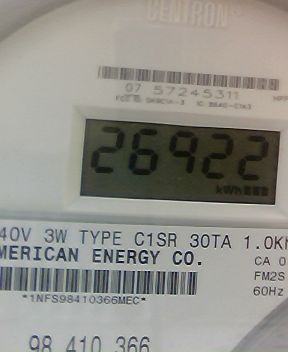 CENTRON
07 57245311
26922
kWh
40V 3W TYPE C1SR 30TA 1.0Kh
MERICAN ENERGY CO.
CA 0
FM2S
60Hz
*1NFS98410366MEC*
98 410 366